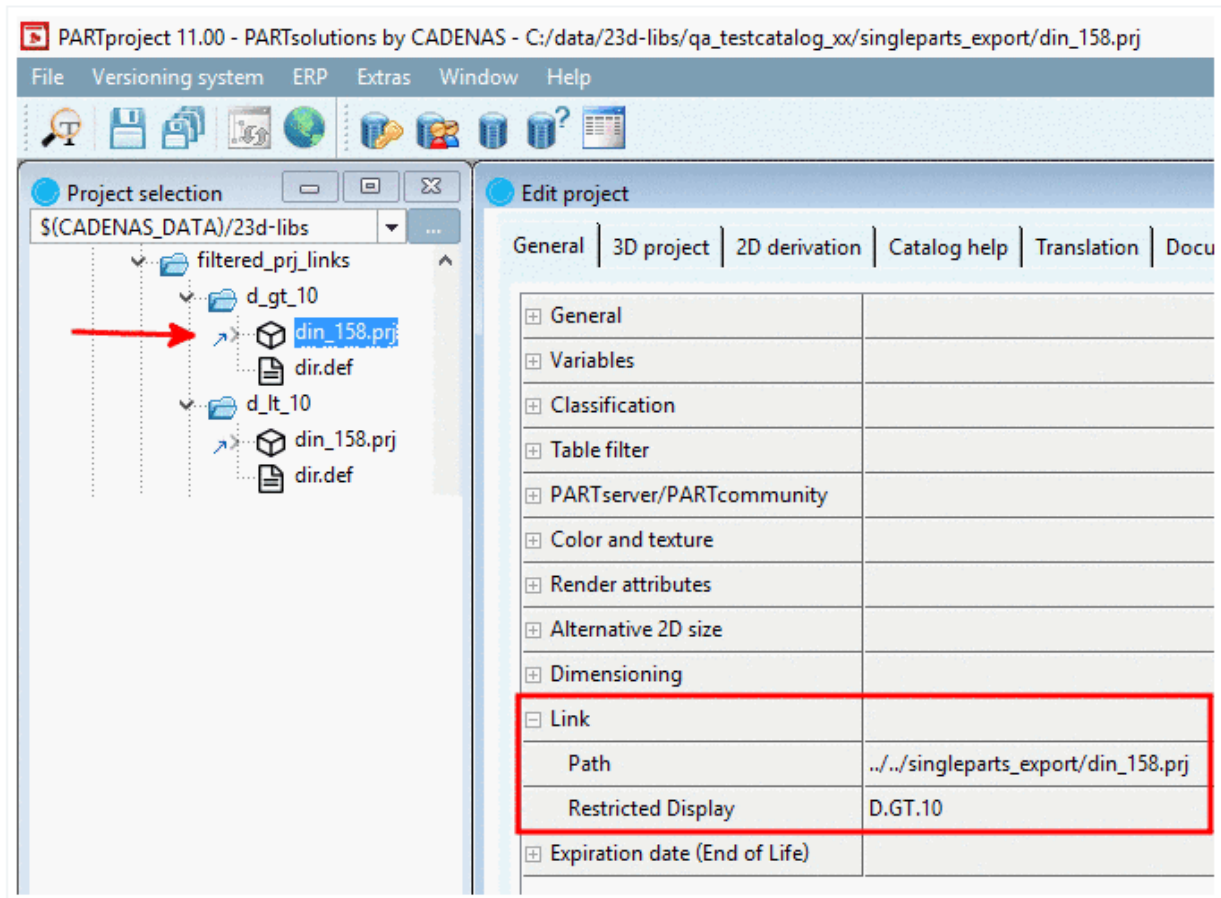 PARTproject 11.00 - PARTsolutions by CADENAS - C:/data/23d-libs/qa_testcatalog_xx/singleparts_export/din_158.prj
File Versioning system ERP Extras Window Help
Project selection
$(CADENAS_DATA)/23d-libs ...
filtered_prj_links
d_gt_10
din_158.prj
dir.def
d_lt_10
din_158.prj
dir.def
Edit project
General 3D project 2D derivation Catalog help Translation Docu
General
Variables
Classification
Table filter
PARTserver/PARTcommunity
Color and texture
Render attributes
Alternative 2D size
Dimensioning
Link
Path ../../singleparts_export/din_158.prj
Restricted Display D.GT.10
Expiration date (End of Life)